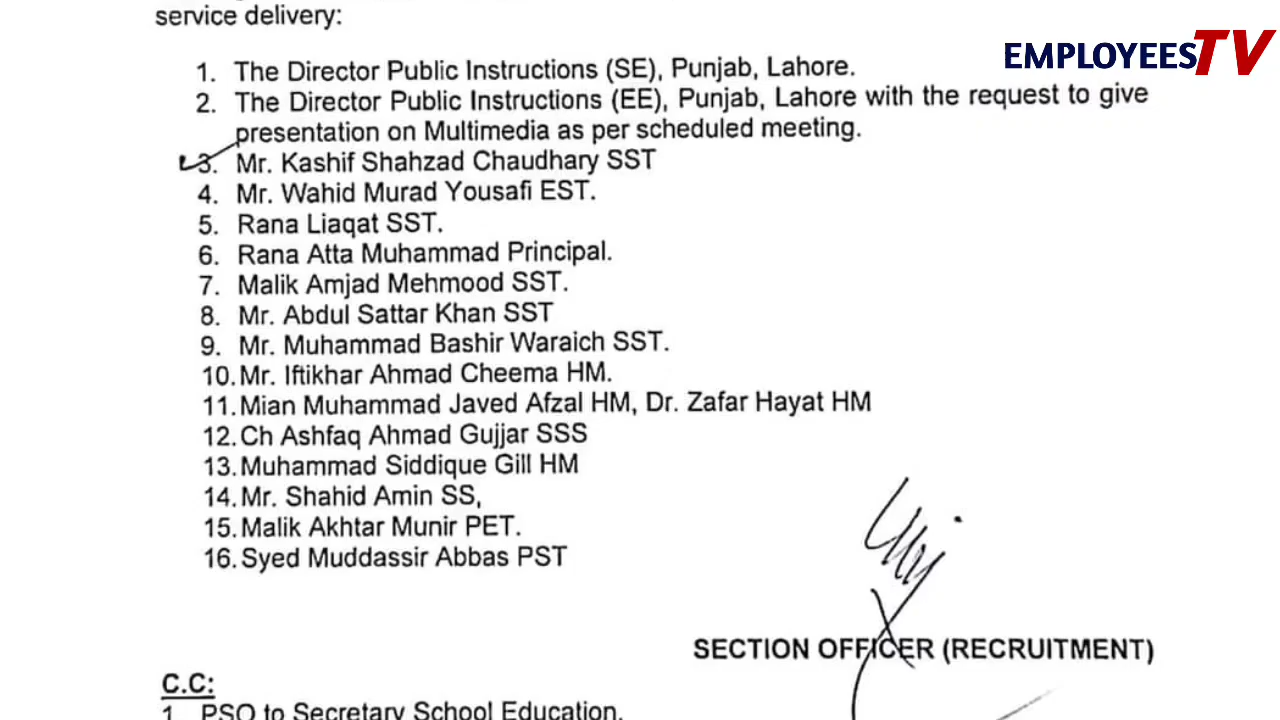 service delivery:
EMPLOYEES TV
1. The Director Public Instructions (SE), Punjab, Lahore.
2. The Director Public Instructions (EE), Punjab, Lahore with the request to give
presentation on Multimedia as per scheduled meeting.
3. Mr. Kashif Shahzad Chaudhary SST
4. Mr. Wahid Murad Yousafi EST.
5. Rana Liaqat SST.
6. Rana Atta Muhammad Principal.
7. Malik Amjad Mehmood SST.
8. Mr. Abdul Sattar Khan SST
9. Mr. Muhammad Bashir Waraich SST.
10. Mr. Iftikhar Ahmad Cheema HM.
11. Mian Muhammad Javed Afzal HM, Dr. Zafar Hayat HM
12. Ch Ashfaq Ahmad Gujjar SSS
13. Muhammad Siddique Gill HM
14. Mr. Shahid Amin SS,
15. Malik Akhtar Munir PET.
16. Syed Muddassir Abbas PST
SECTION OFFICER (RECRUITMENT)
C.C:
1. PSO to Secretary School Education.